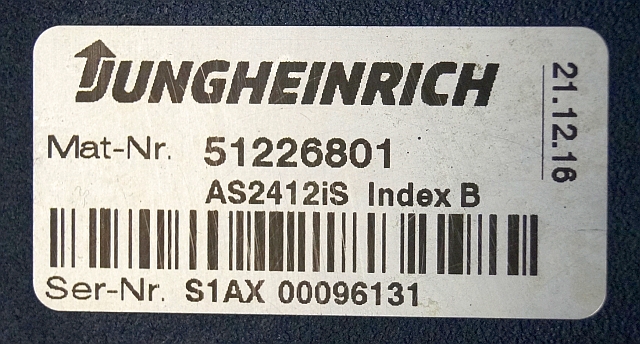 JUNGHEINRICH
Mat-Nr. 51226801
AS2412iS Index B
Ser-Nr. S1AX 00096131
21.12.16